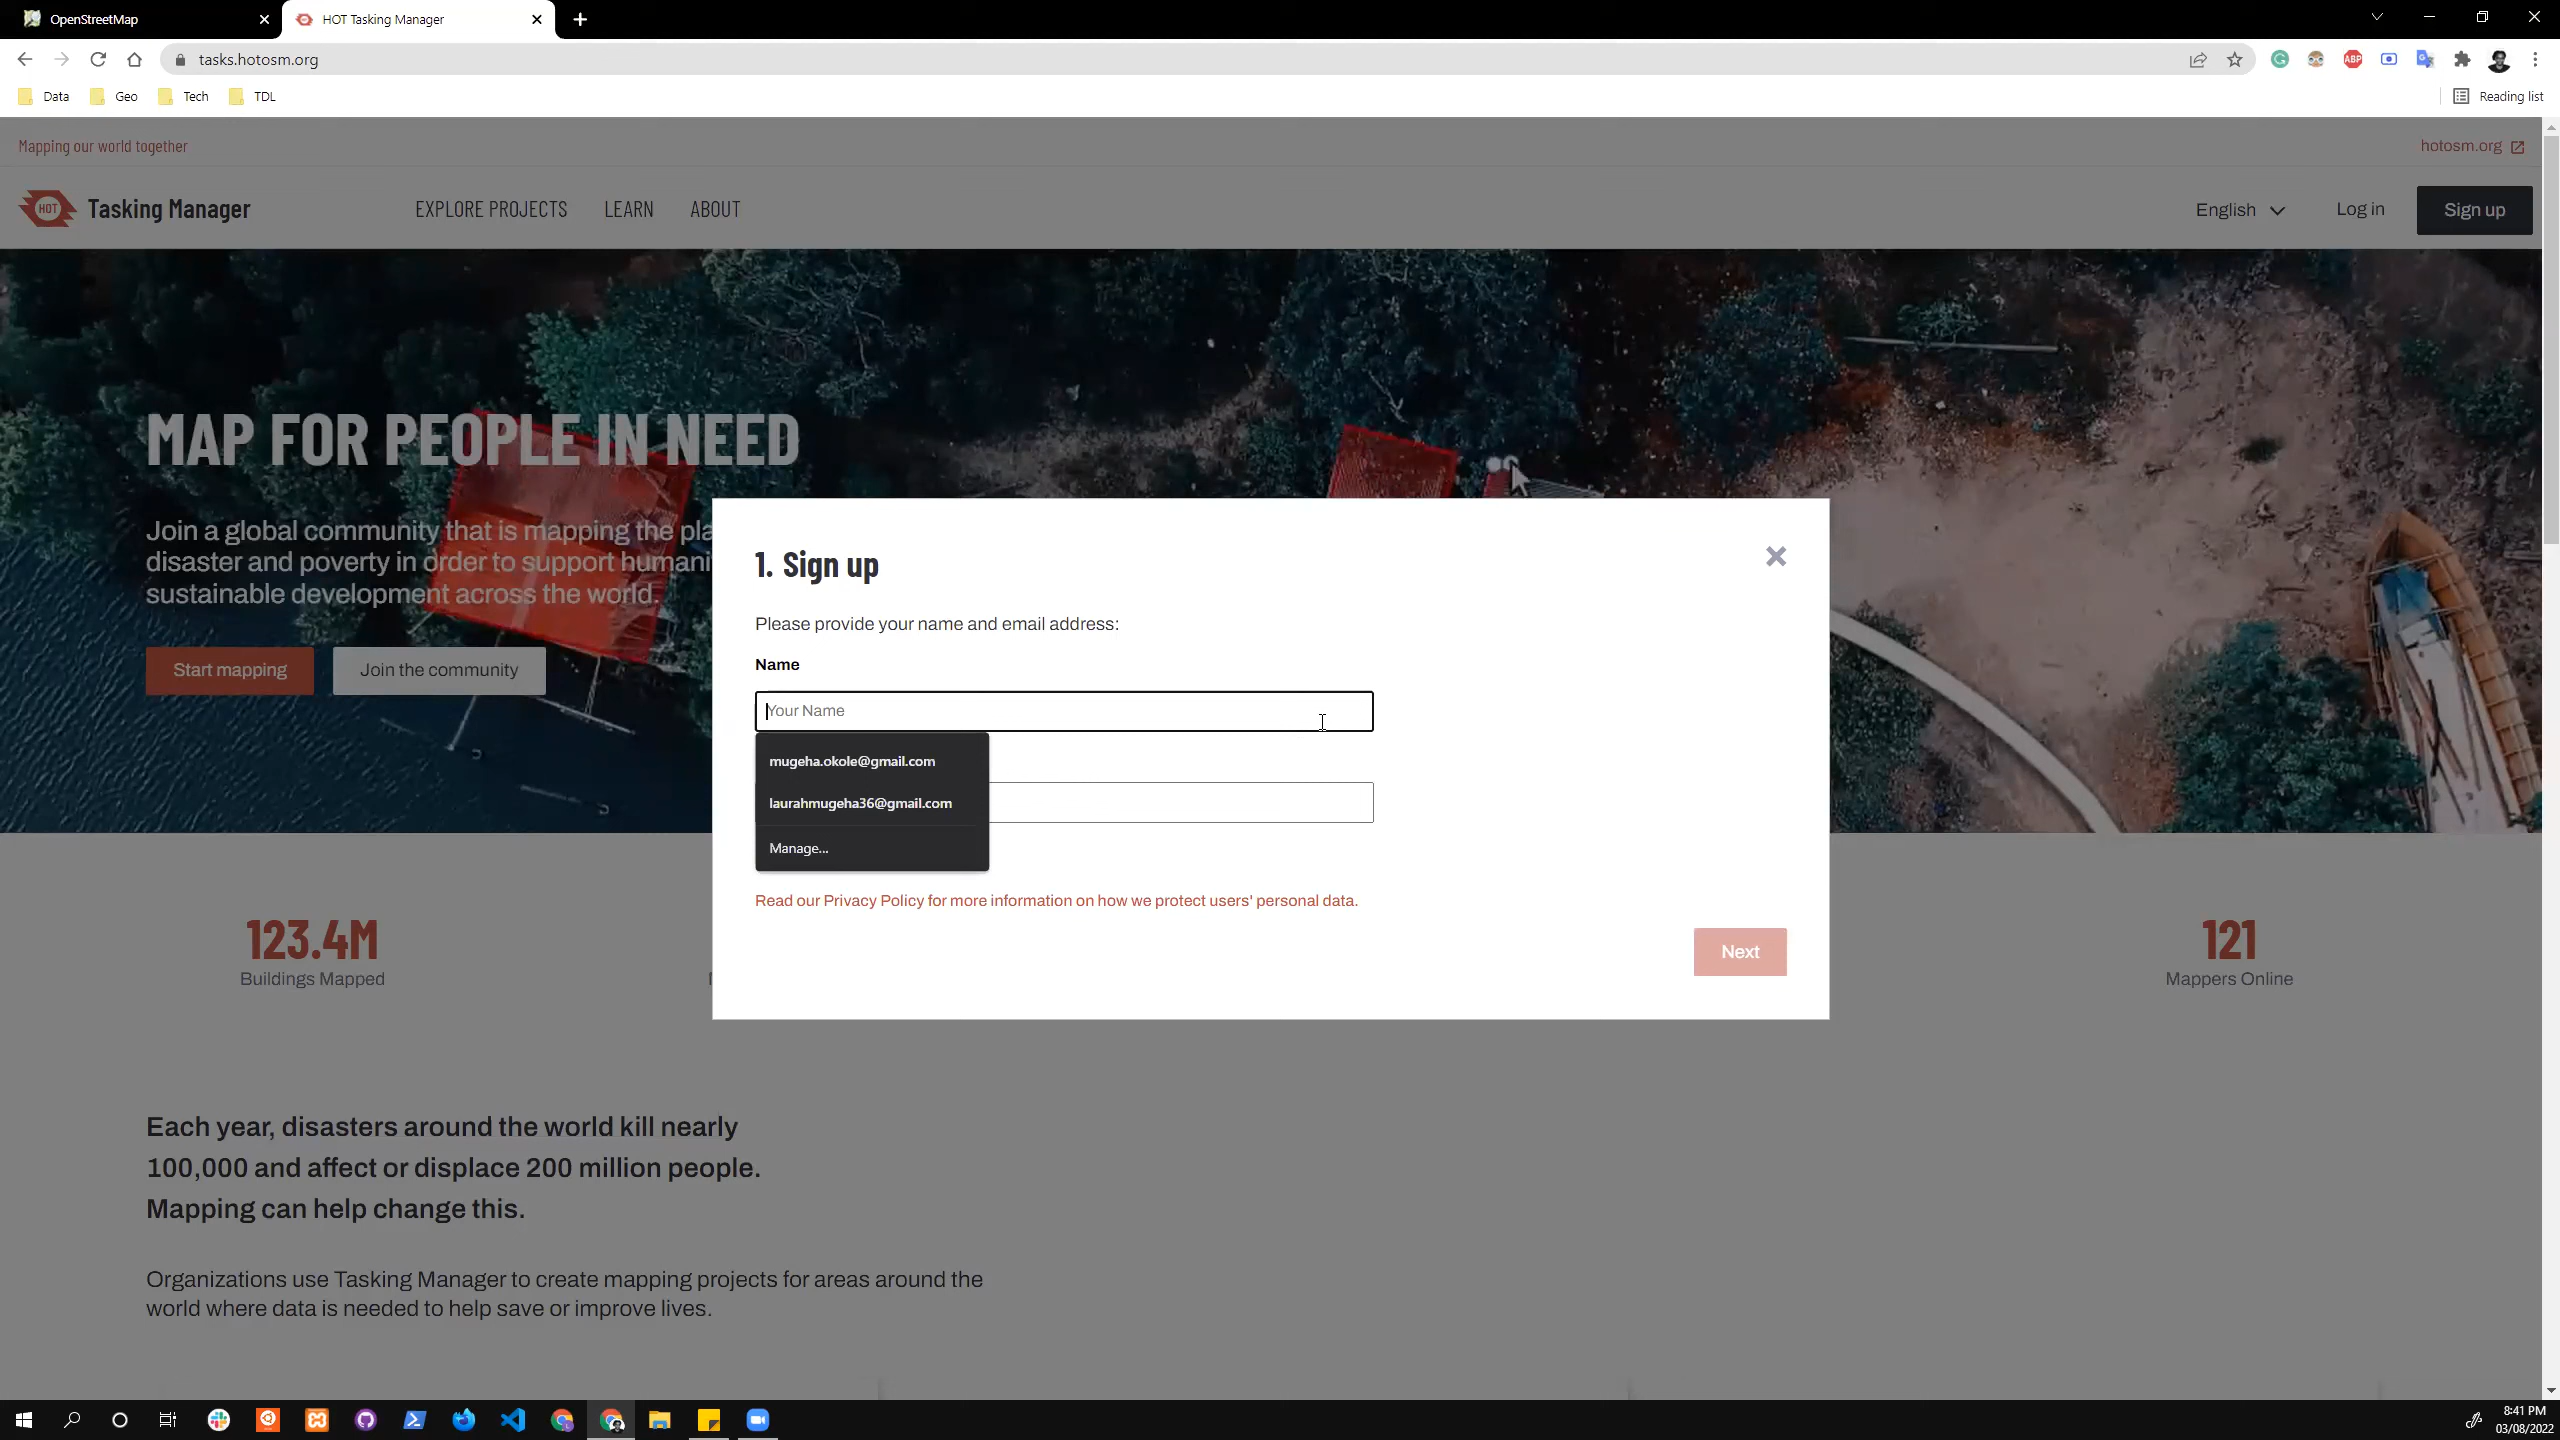 OpenStreetMap
HOT Tasking Manager
tasks.hotosm.org
ABP
Data
Geo
Tech
TDL
Reading list
Mapping our world together
hotosm.org
HOT
Tasking Manager
EXPLORE PROJECTS
LEARN
ABOUT
English
Log in
Sign up
MAP FOR PEOPLE IN NEED
Join a global community that is mapping the pla
disaster and poverty in order to support humani
sustainable development across the world.
Start mapping
Join the community
1. Sign up
Please provide your name and email address:
Name
Your Name
mugeha.okole@gmail.com
laurahmugeha36@gmail.com
Manage...
Read our Privacy Policy for more information on how we protect users' personal data.
Next
123.4M
Buildings Mapped
121
Mappers Online
Each year, disasters around the world kill nearly
100,000 and affect or displace 200 million people.
Mapping can help change this.
Organizations use Tasking Manager to create mapping projects for areas around the
world where data is needed to help save or improve lives.
8:41 PM
03/08/2022